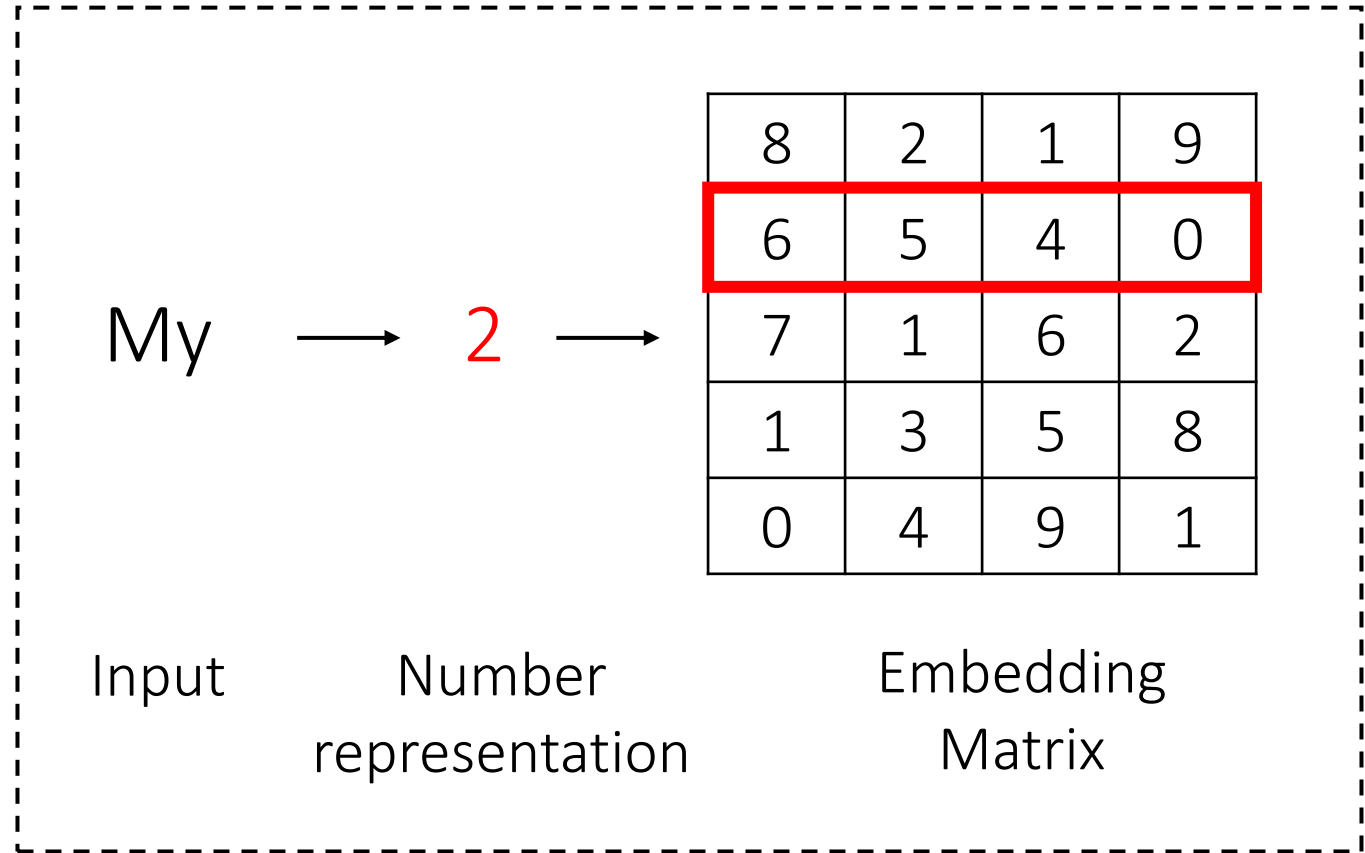 8 2 1 9
6 5 4 0
My 2 7 1 6 2
1 3 5 8
0 4 9 1
Input
Number
representation
Embedding
Matrix